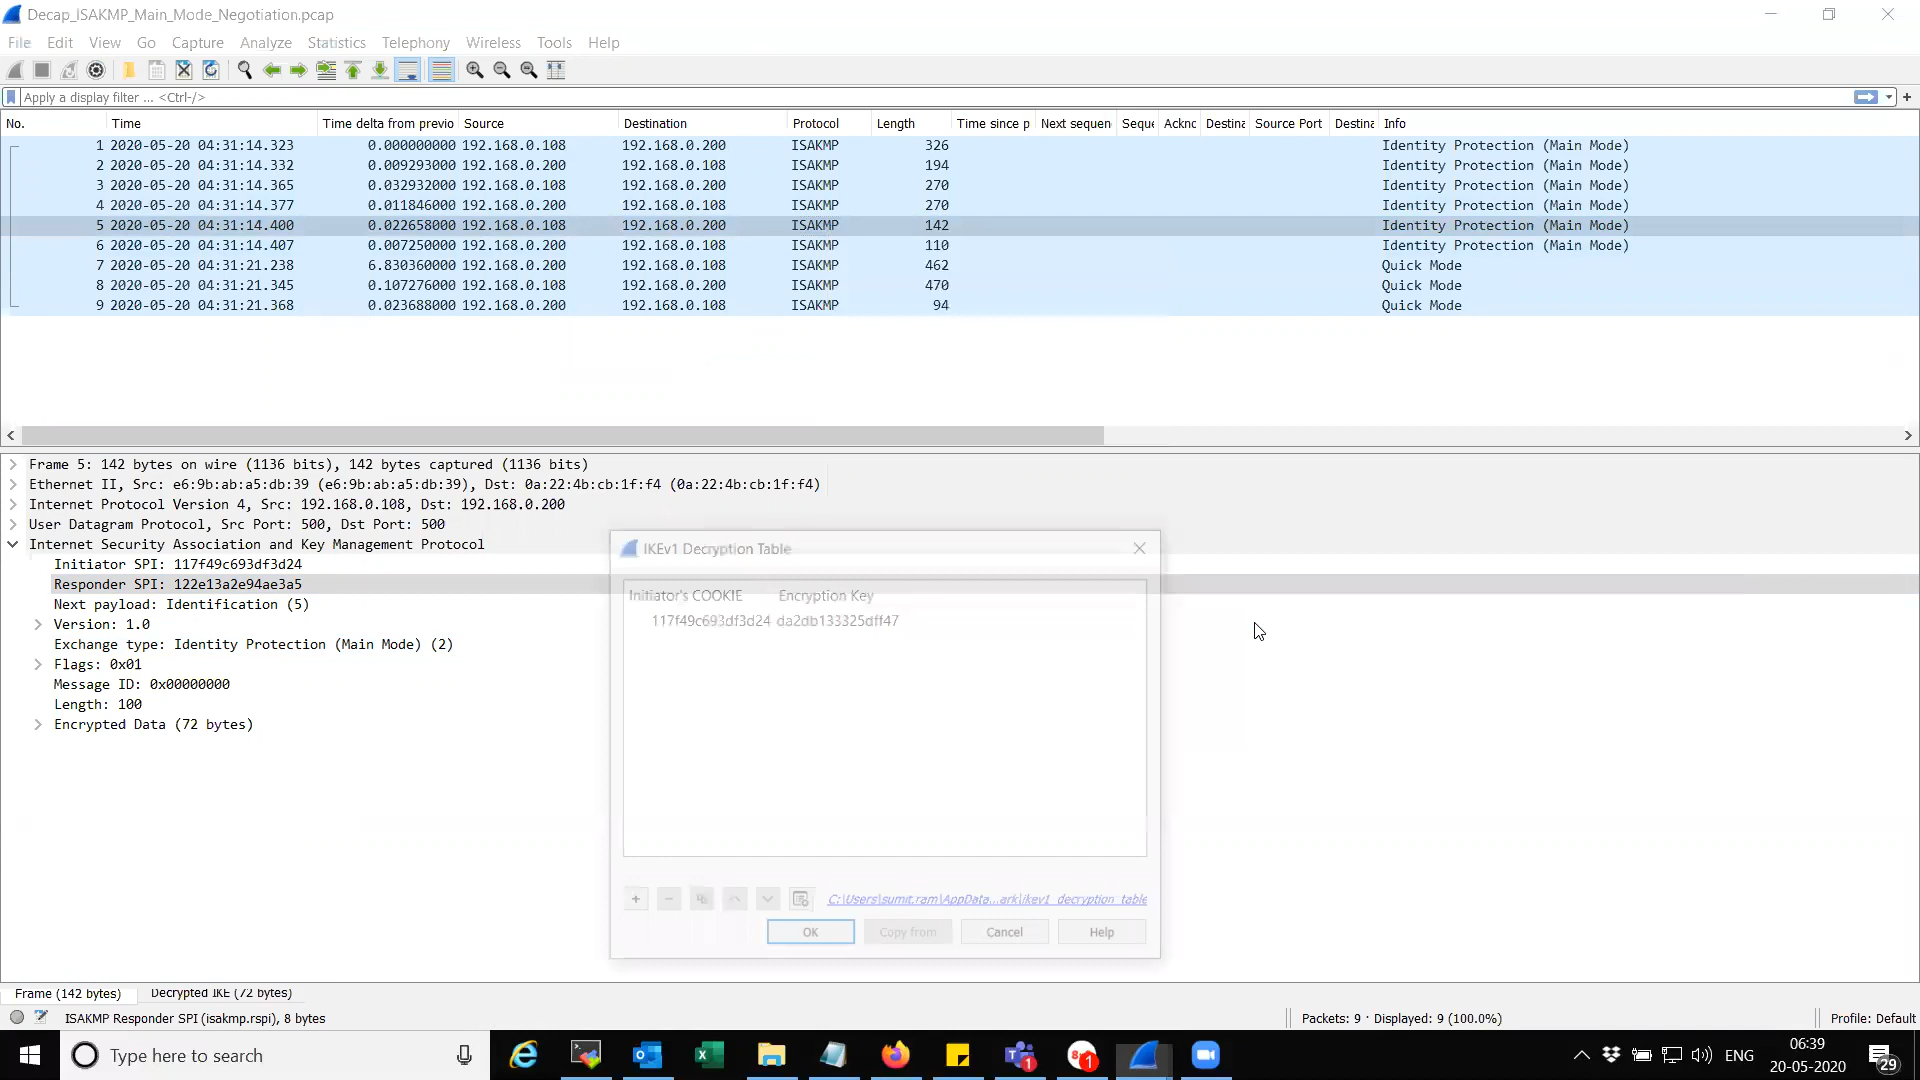 Decap_ISAKMP_Main_Mode_Negotiation.pcap
File Edit View Go Capture Analyze Statistics Telephony Wireless Tools Help
Apply a display filter ... <Ctrl-/>
No. Time Time delta from previo Source Destination Protocol Length Time since p Next sequen Seque Acknc Destina Source Port Destina Info
1 2020-05-20 04:31:14.323 0.000000000 192.168.0.108 192.168.0.200 ISAKMP 326 Identity Protection (Main Mode)
2 2020-05-20 04:31:14.332 0.009293000 192.168.0.200 192.168.0.108 ISAKMP 194 Identity Protection (Main Mode)
3 2020-05-20 04:31:14.365 0.032932000 192.168.0.108 192.168.0.200 ISAKMP 270 Identity Protection (Main Mode)
4 2020-05-20 04:31:14.377 0.011846000 192.168.0.200 192.168.0.108 ISAKMP 270 Identity Protection (Main Mode)
5 2020-05-20 04:31:14.400 0.022658000 192.168.0.108 192.168.0.200 ISAKMP 142 Identity Protection (Main Mode)
6 2020-05-20 04:31:14.407 0.007250000 192.168.0.200 192.168.0.108 ISAKMP 110 Identity Protection (Main Mode)
7 2020-05-20 04:31:21.238 6.830360000 192.168.0.200 192.168.0.108 ISAKMP 462 Quick Mode
8 2020-05-20 04:31:21.345 0.107276000 192.168.0.108 192.168.0.200 ISAKMP 470 Quick Mode
9 2020-05-20 04:31:21.368 0.023688000 192.168.0.200 192.168.0.108 ISAKMP 94 Quick Mode
Frame 5: 142 bytes on wire (1136 bits), 142 bytes captured (1136 bits)
Ethernet II, Src: e6:9b:ab:a5:db:39 (e6:9b:ab:a5:db:39), Dst: 0a:22:4b:cb:1f:f4 (0a:22:4b:cb:1f:f4)
Internet Protocol Version 4, Src: 192.168.0.108, Dst: 192.168.0.200
User Datagram Protocol, Src Port: 500, Dst Port: 500
Internet Security Association and Key Management Protocol
Initiator SPI: 117f49c693df3d24
Responder SPI: 122e13a2e94ae3a5
Next payload: Identification (5)
Version: 1.0
Exchange type: Identity Protection (Main Mode) (2)
Flags: 0x01
Message ID: 0x00000000
Length: 100
Encrypted Data (72 bytes)
IKEv1 Decryption Table
Initiator's COOKIE Encryption Key
117f49c693df3d24 da2db133325dff47
C:\Users\sumit.ram\AppData...ark\ikev1_decryption_table
OK Copy from Cancel Help
Frame (142 bytes) Decrypted IKE (72 bytes)
ISAKMP Responder SPI (isakmp.rspi), 8 bytes Packets: 9 · Displayed: 9 (100.0%) Profile: Default
Type here to search
8 1
1
ENG
06:39
20-05-2020
29